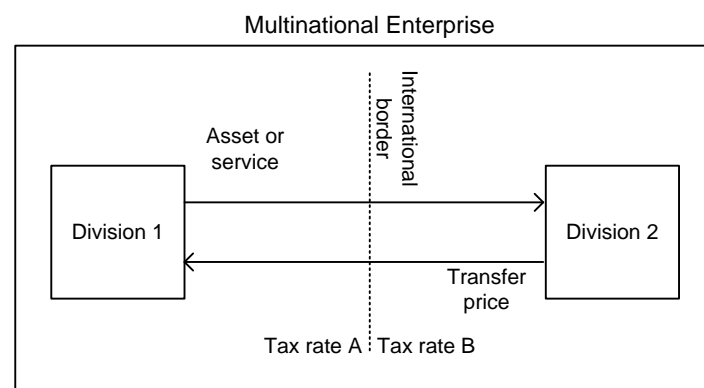 Multinational Enterprise
International
border
Asset or
service
Division 1
Division 2
Transfer
price
Tax rate A
Tax rate B